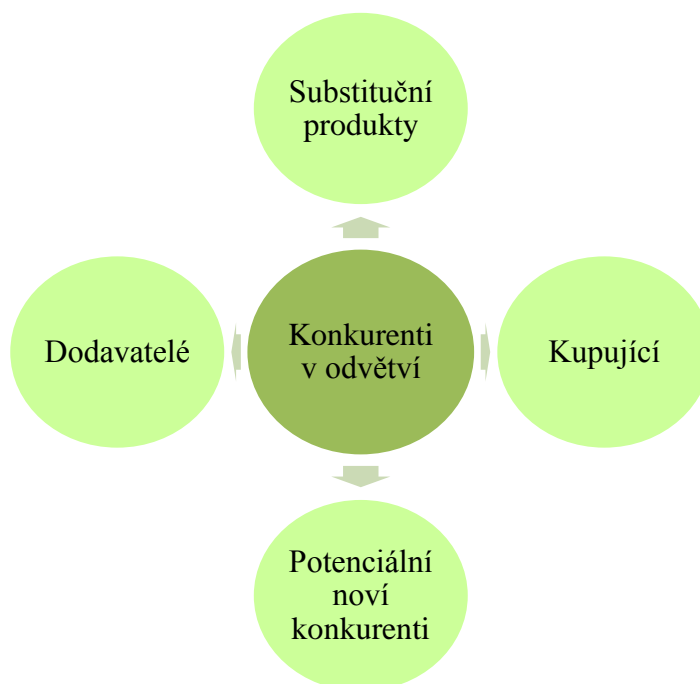 Substituční
produkty
Dodavatelé
Konkurenti
v odvětví
Kupující
Potenciální
noví
konkurenti